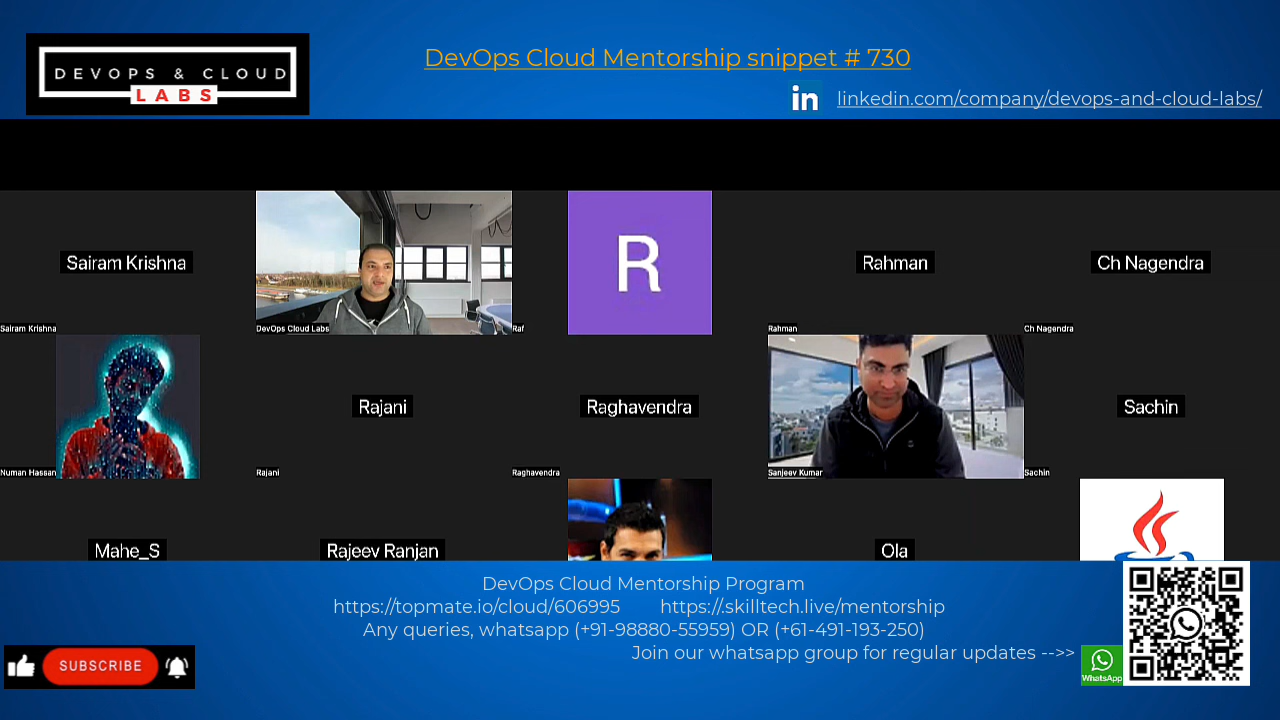 DEVOPS & CLOUD
LABS
DevOps Cloud Mentorship snippet # 730
in
linkedin.com/company/devops-and-cloud-labs/
Sairam Krishna
R
Rahman
Ch Nagendra
Sairam Krishna
DevOps Cloud Labs
Raf
Rahman
Ch Nagendra
Rajani
Raghavendra
Sachin
Numan Hassan
Rajani
Raghavendra
Sanjeev Kumar
Sachin
Mahe_S
Rajeev Ranjan
Ola
DevOps Cloud Mentorship Program
https://topmate.io/cloud/606995 https://.skilltech.live/mentorship
Any queries, whatsapp (+91-98880-55959) OR (+61-491-193-250)
Join our whatsapp group for regular updates -->>
WhatsApp
SUBSCRIBE